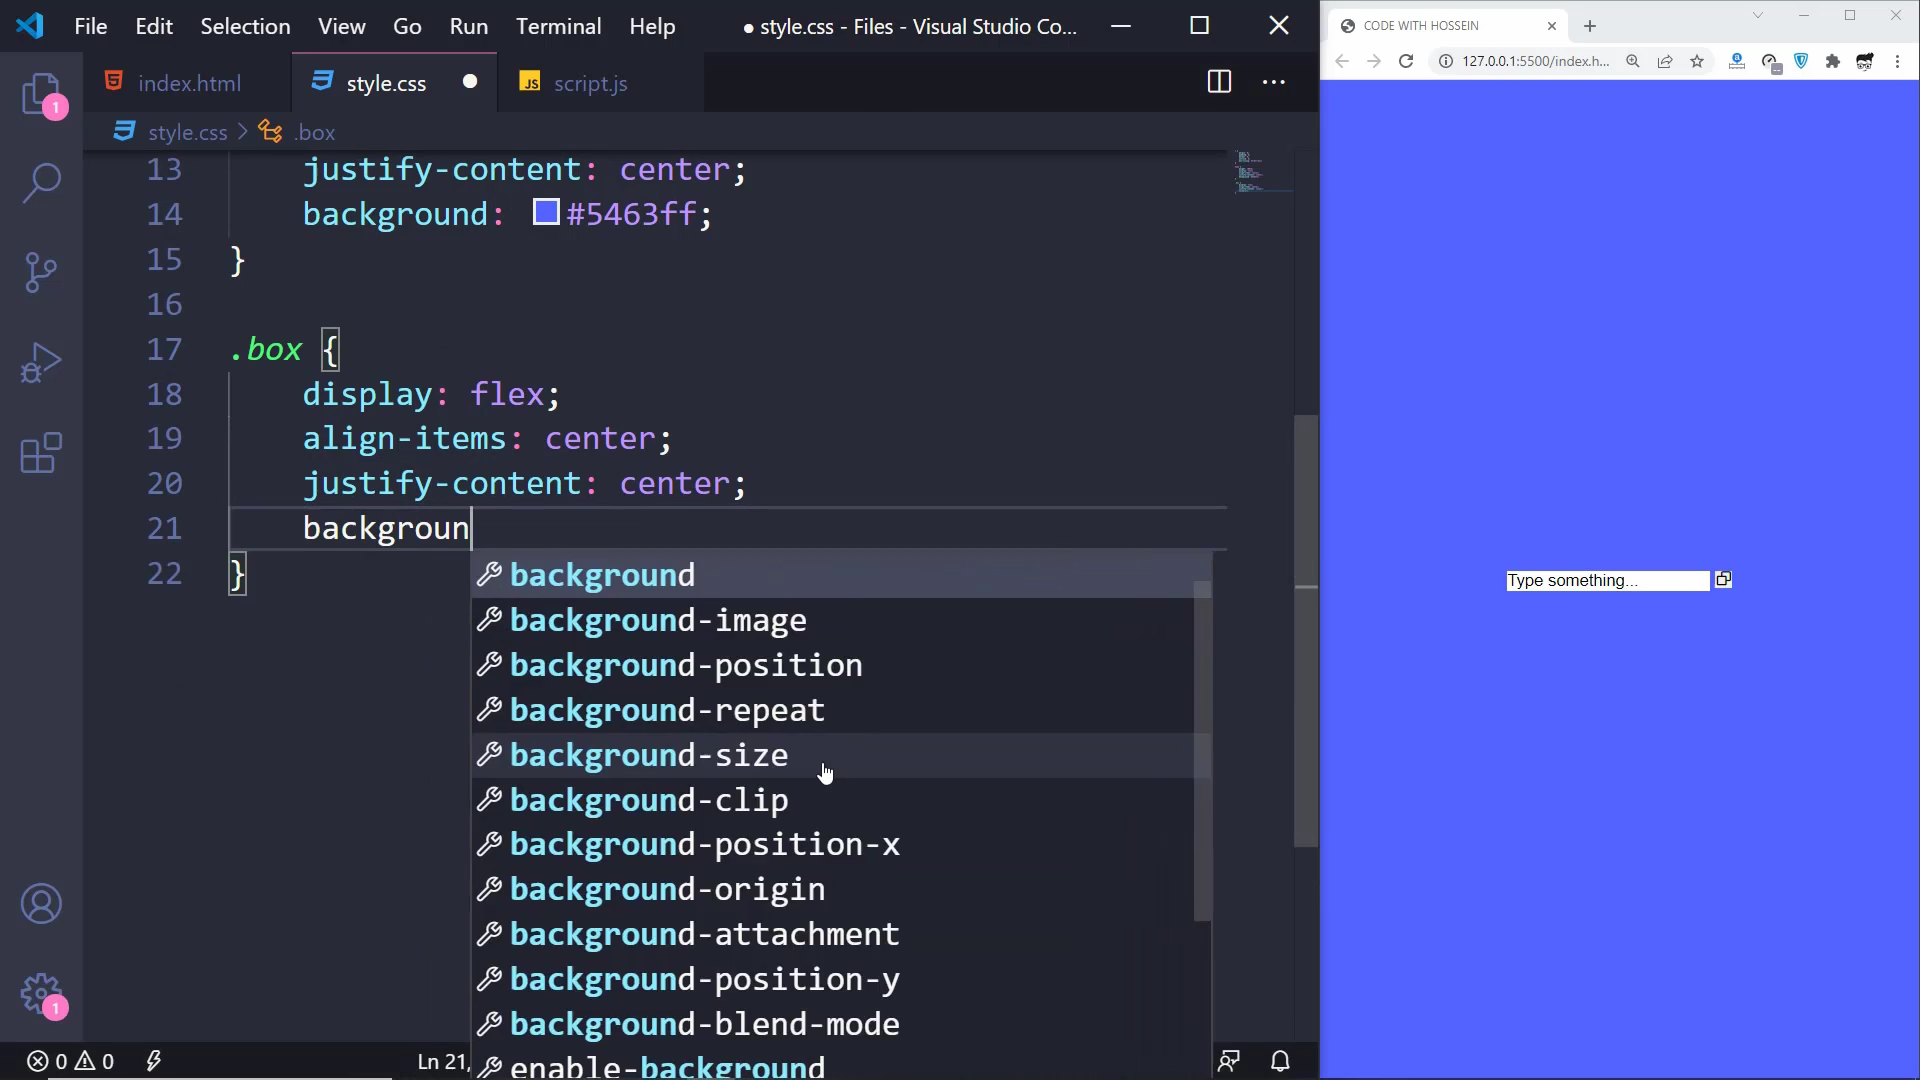 File Edit Selection View Go Run Terminal Help ● style.css - Files - Visual Studio Co...
index.html style.css script.js
style.css > .box
13 justify-content: center;
14 background: #5463ff;
15 }
16
17 .box {
18 display: flex;
19 align-items: center;
20 justify-content: center;
21 backgroun
22 }
background
background-image
background-position
background-repeat
background-size
background-clip
background-position-x
background-origin
background-attachment
background-position-y
background-blend-mode
enable-background
1
1
JS
0 0 Ln 21,
CODE WITH HOSSEIN
127.0.0.1:5500/index.h...
Type something...